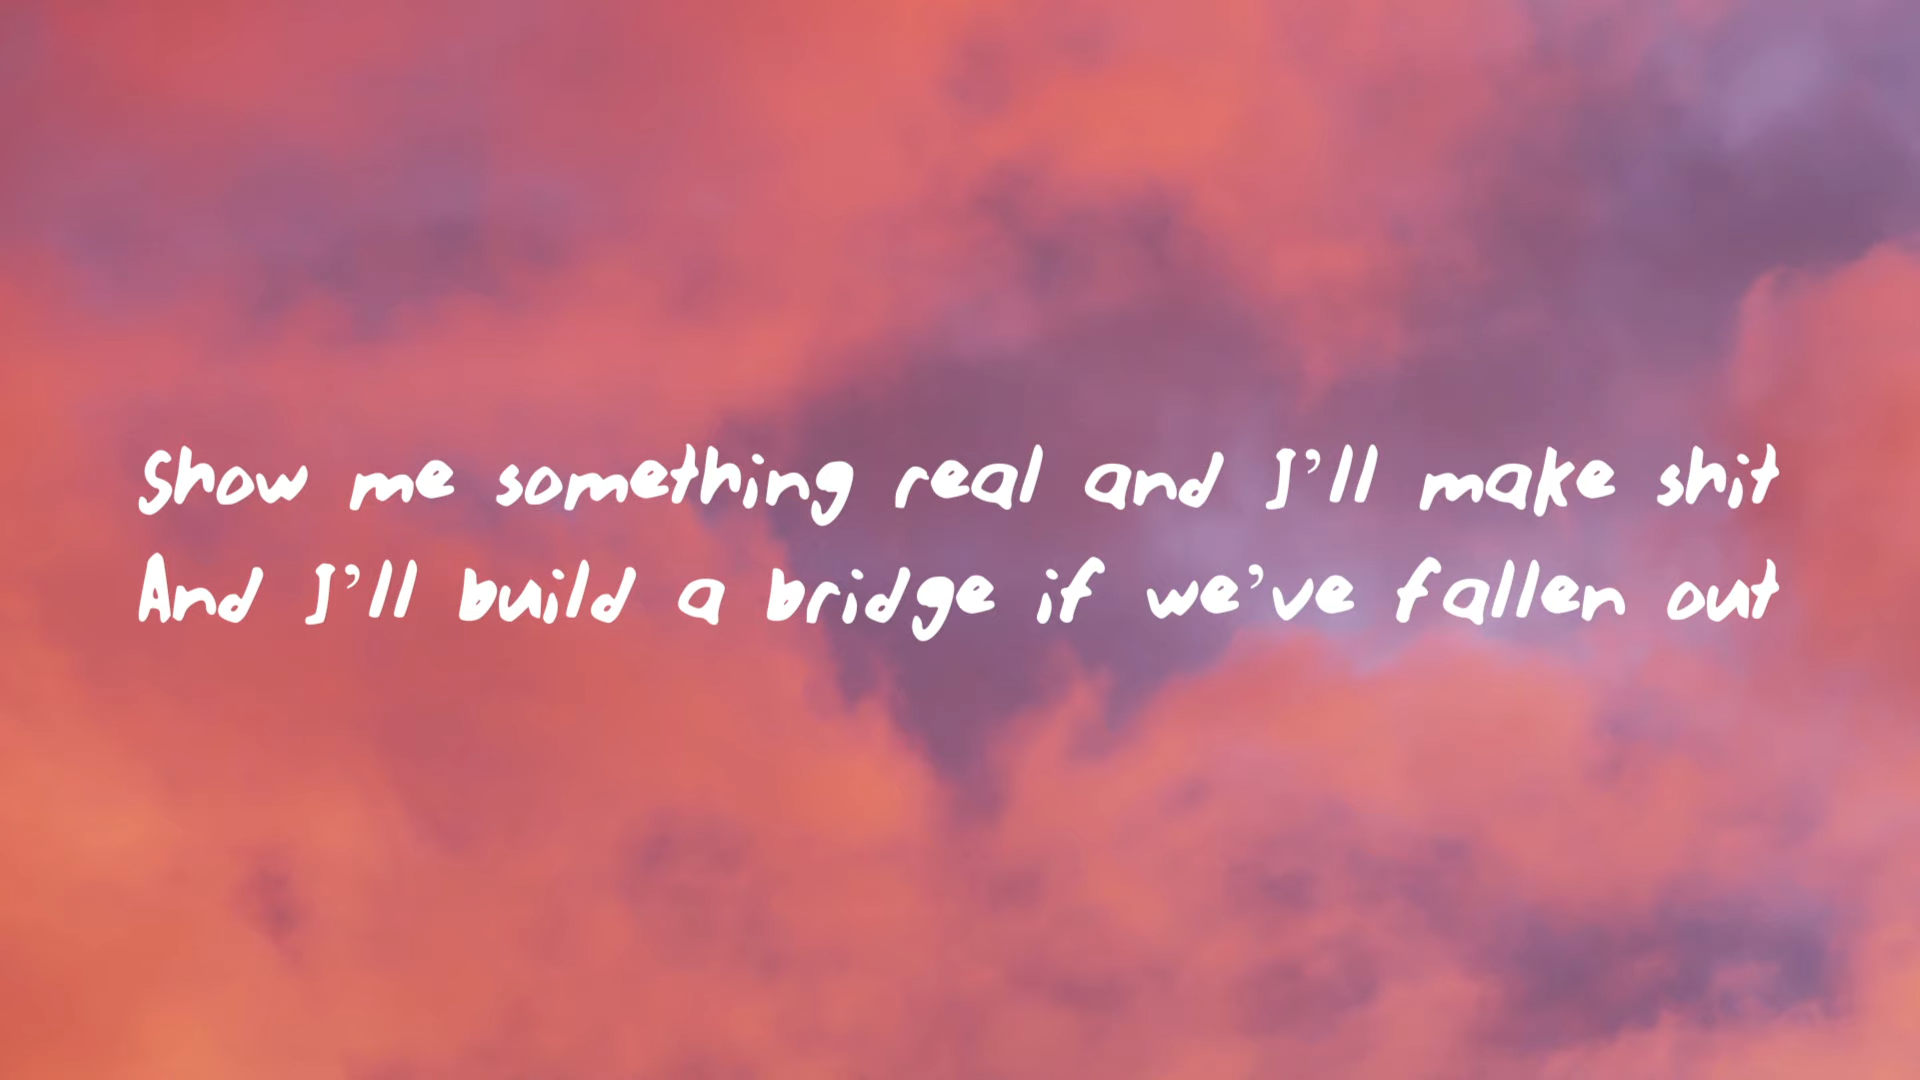 Show me something real and I'll make shit
And I'll build a bridge if we've fallen out